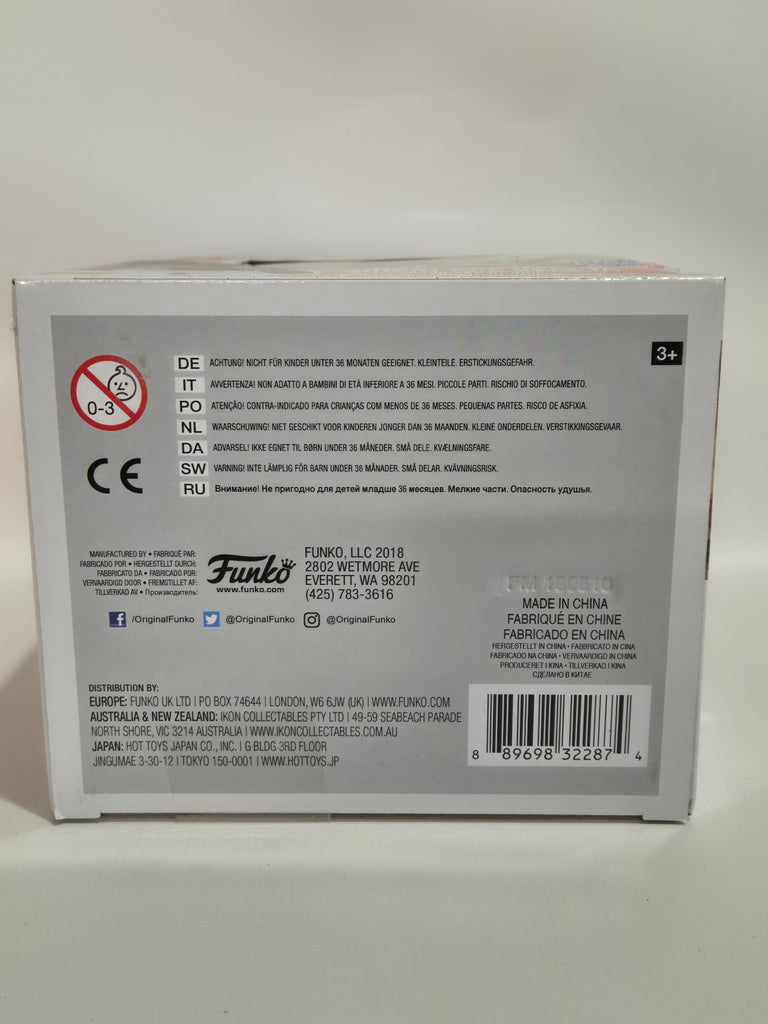 3+
0-3
DE ACHTUNG! NICHT FÜR KINDER UNTER 36 MONATEN GEEIGNET. KLEINTEILE. ERSTICKUNGSGEFAHR.
IT AVVERTENZA! NON ADATTO A BAMBINI DI ETÀ INFERIORE A 36 MESI. PICCOLE PARTI. RISCHIO DI SOFFOCAMENTO.
PO ATENÇÃO! CONTRA-INDICADO PARA CRIANÇAS COM MENOS DE 36 MESES. PEQUENAS PARTES. RISCO DE ASFIXIA.
NL WAARSCHUWING! NIET GESCHIKT VOOR KINDEREN JONGER DAN 36 MAANDEN. KLEINE ONDERDELEN. VERSTIKKINGSGEVAAR.
DA ADVARSEL! IKKE EGNET TIL BØRN UNDER 36 MÅNEDER. SMÅ DELE. KVÆLNINGSFARE.
SW VARNING! INTE LÄMPLIG FÖR BARN UNDER 36 MÅNADER. SMÅ DELAR. KVÄVNINGSRISK.
RU Внимание! Не пригодно для детей младше 36 месяцев. Мелкие части. Опасность удушья.
CE
MANUFACTURED BY • FABRIQUÉ PAR:
FABRICADO POR • HERGESTELLT DURCH:
FABBRICATO DA • FABRICADO POR:
VERVAARDIGD DOOR • FREMSTILLET AF:
TILLVERKAD AV • Производитель:
Funko
www.funko.com
FUNKO, LLC 2018
2802 WETMORE AVE
EVERETT, WA 98201
(425) 783-3616
/OriginalFunko @OriginalFunko @OriginalFunko
MADE IN CHINA
FABRIQUÉ EN CHINE
FABRICADO EN CHINA
HERGESTELLT IN CHINA • FABBRICATO IN CINA
FABRICADO NA CHINA • VERVAARDIGD IN CHINA
PRODUCERET I KINA • TILLVERKAD I KINA
СДЕЛАНО В КИТАЕ
DISTRIBUTION BY:
EUROPE: FUNKO UK LTD | PO BOX 74644 | LONDON, W6 6JW (UK) | WWW.FUNKO.COM
AUSTRALIA & NEW ZEALAND: IKON COLLECTABLES PTY LTD | 49-59 SEABEACH PARADE
NORTH SHORE, VIC 3214 AUSTRALIA | WWW.IKONCOLLECTABLES.COM.AU
JAPAN: HOT TOYS JAPAN CO., INC. | G BLDG 3RD FLOOR
JINGUMAE 3-30-12 | TOKYO 150-0001 | WWW.HOTTOYS.JP
8 89698 32287 4